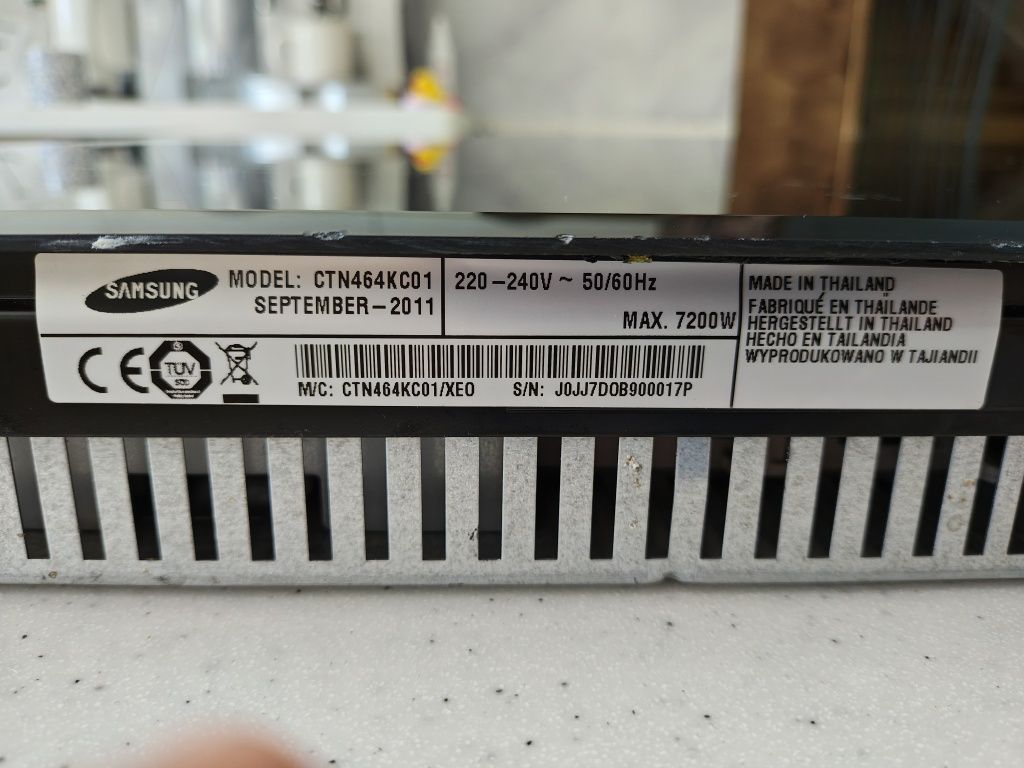 SAMSUNG
MODEL: CTN464KC01
SEPTEMBER-2011
220-240V ~ 50/60Hz
MAX. 7200W
MADE IN THAILAND
FABRIQUÉ EN THAÏLANDE
HERGESTELLT IN THAILAND
HECHO EN TAILANDIA
WYPRODUKOWANO W TAJLANDII
CE
TÜV
M/C: CTN464KC01/XEO
S/N: J0JJ7DOB900017P